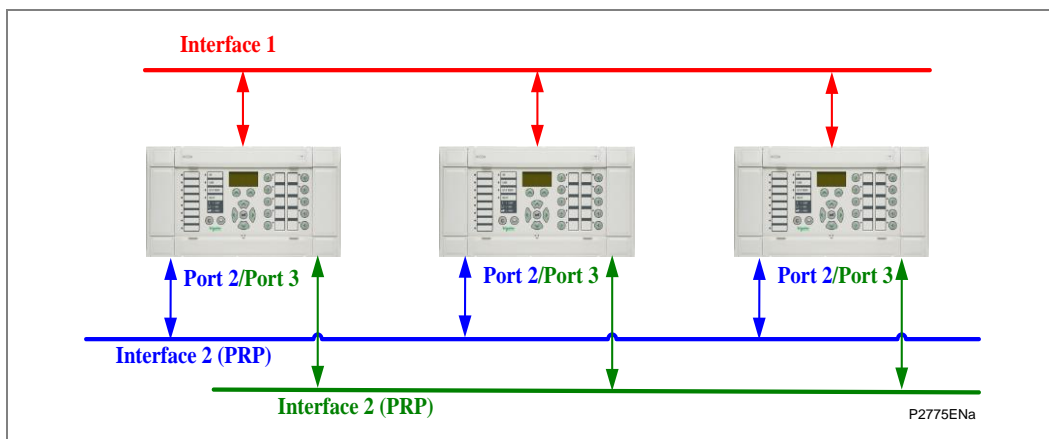 Interface 1
Port 2/Port 3
Port 2/Port 3
Port 2/Port 3
Interface 2 (PRP)
Interface 2 (PRP)
P2775ENa